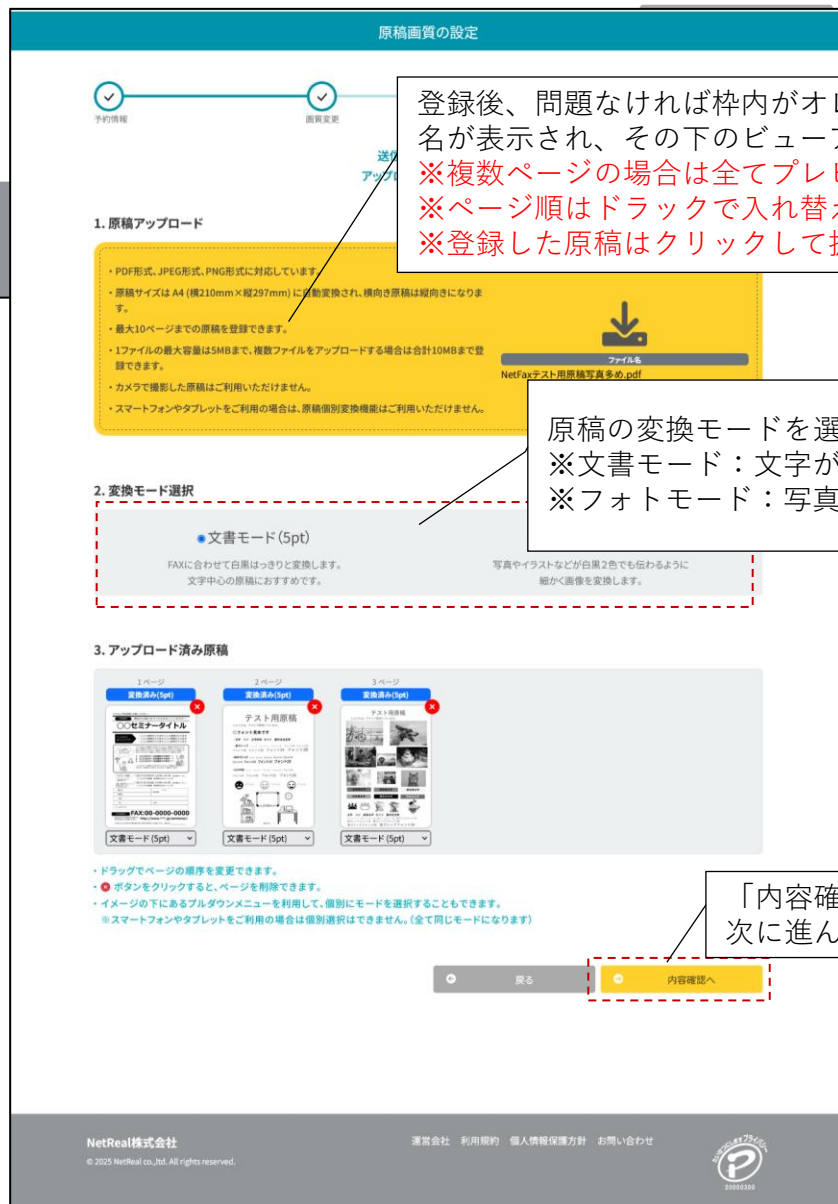 原稿画質の設定
予約情報
画質変更
登録後、問題なければ枠内がオレ
名が表示され、その下のビューア
※複数ページの場合は全てプレビ
※ページ順はドラックで入れ替え
※登録した原稿はクリックして拡
送信
アップロ
1. 原稿アップロード
・PDF形式、JPEG形式、PNG形式に対応しています。
・原稿サイズは A4 (横210mm×縦297mm) に自動変換され、横向き原稿は縦向きになりま
す。
・最大10ページまでの原稿を登録できます。
・1ファイルの最大容量は5MBまで、複数ファイルをアップロードする場合は合計10MBまで登
録できます。
・カメラで撮影した原稿はご利用いただけません。
・スマートフォンやタブレットをご利用の場合は、原稿個別変換機能はご利用いただけません。
ファイル名
NetFaxテスト用原稿写真多め.pdf
原稿の変換モードを選
※文書モード：文字が
※フォトモード：写真
2. 変換モード選択
文書モード(5pt)
FAXに合わせて白黒はっきりと変換します。
文字中心の原稿におすすめです。
写真やイラストなどが白黒2色でも伝わるように
細かく画像を変換します。
3. アップロード済み原稿
1ページ
変換済み(5pt)
〇〇セミナータイトル
FAX:00-0000-0000
文書モード(5pt)
2ページ
変換済み(5pt)
テスト用原稿
文書モード(5pt)
3ページ
変換済み(5pt)
テスト用原稿
文書モード(5pt)
・ドラッグでページの順序を変更できます。
・ボタンをクリックすると、ページを削除できます。
・イメージの下にあるプルダウンメニューを利用して、個別にモードを選択することもできます。
※スマートフォンやタブレットをご利用の場合は個別選択はできません。(全て同じモードになります)
「内容確
次に進ん
戻る
内容確認へ
NetReal株式会社
© 2025 NetReal co.,ltd. All rights reserved.
運営会社 利用規約 個人情報保護方針 お問い合わせ
20000300